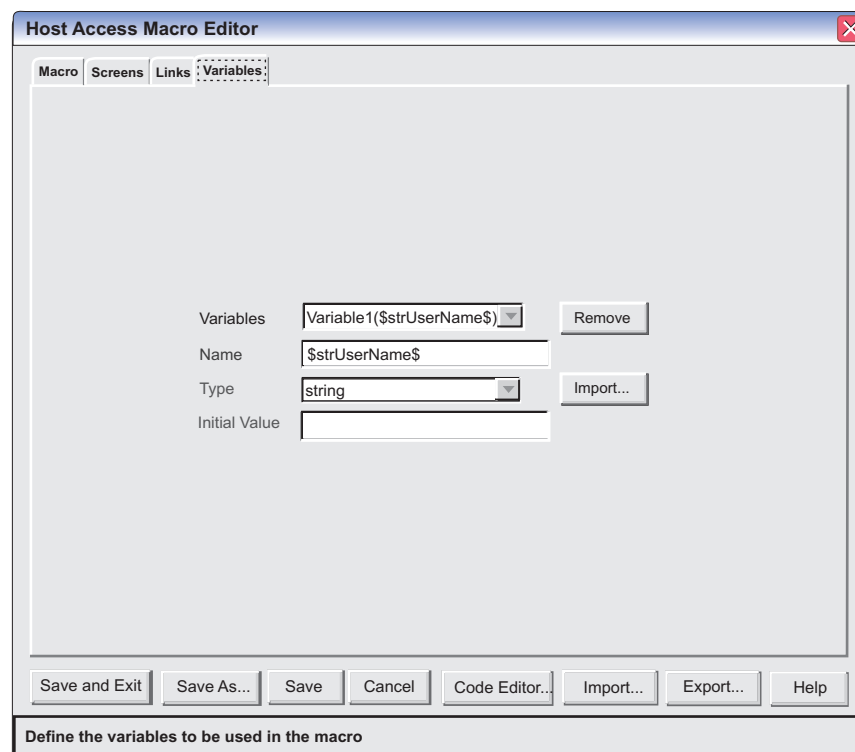 Host Access Macro Editor
Macro Screens Links Variables
Variables Variable1($strUserName$) Remove
Name $strUserName$
Type string Import...
Initial Value
Save and Exit Save As... Save Cancel Code Editor... Import... Export... Help
Define the variables to be used in the macro